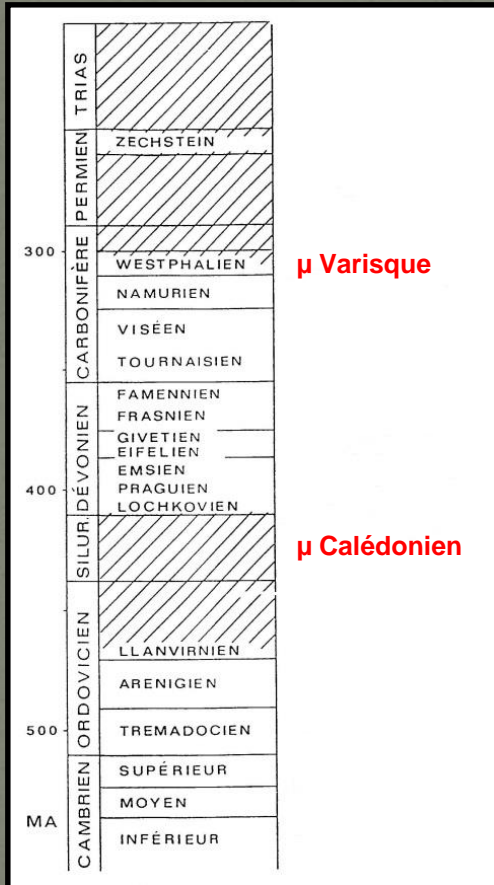 TRIAS
PERMIEN
ZECHSTEIN
CARBONIFÈRE
300
WESTPHALIEN
µ Varisque
NAMURIEN
VISÉEN
TOURNAISIEN
DÉVONIEN
FAMENNIEN
FRASNIEN
GIVETIEN
EIFELIEN
EMSIEN
400
PRAGUIEN
LOCHKOVIEN
SILUR.
µ Calédonien
ORDOVICIEN
LLANVIRNIEN
ARENIGIEN
500
TREMADOCIEN
CAMBRIEN
SUPÉRIEUR
MOYEN
MA
INFÉRIEUR